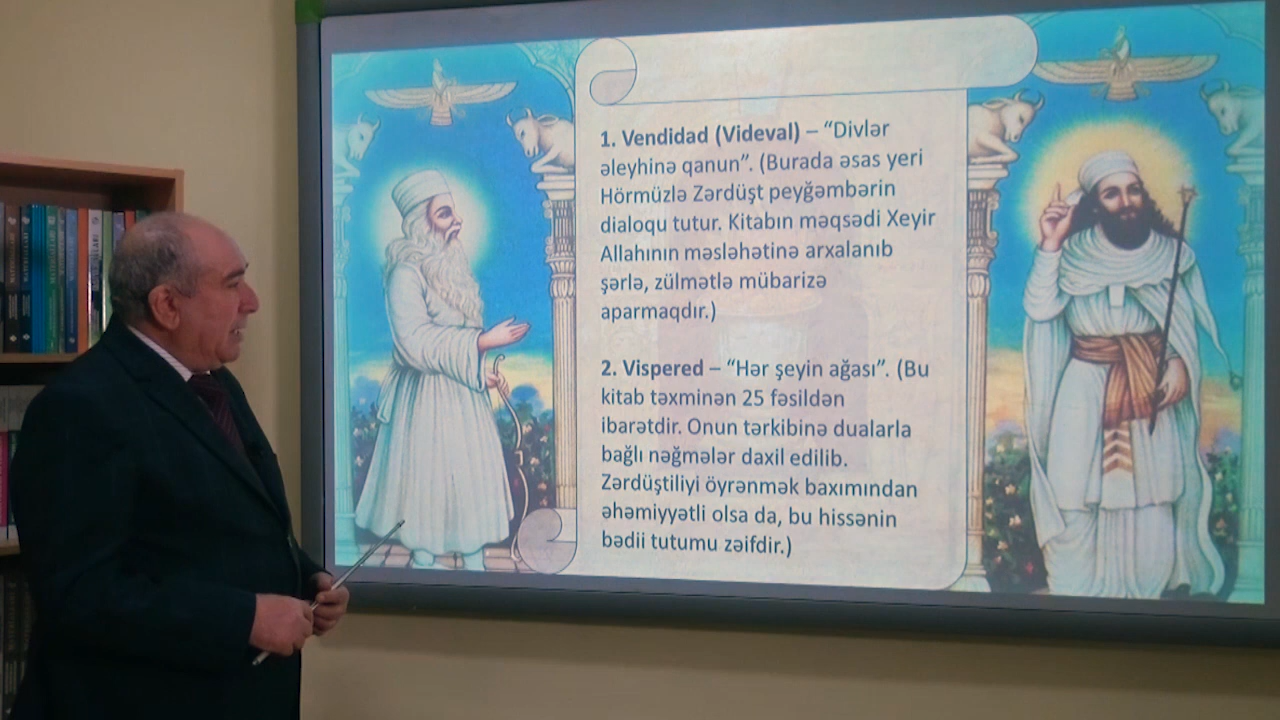 1. Vendidad (Videval) – “Divlər
əleyhinə qanun”. (Burada əsas yeri
Hörmüzlə Zərdüşt peyğəmbərin
dialoqu tutur. Kitabın məqsədi Xeyir
Allahının məsləhətinə arxalanıb
şərlə, zülmətlə mübarizə
aparmaqdır.)
2. Vispered – “Hər şeyin ağası”. (Bu
kitab təxminən 25 fəsildən
ibarətdir. Onun tərkibinə dualarla
bağlı nəğmələr daxil edilib.
Zərdüştiliyi öyrənmək baxımından
əhəmiyyətli olsa da, bu hissənin
bədii tutumu zəifdir.)